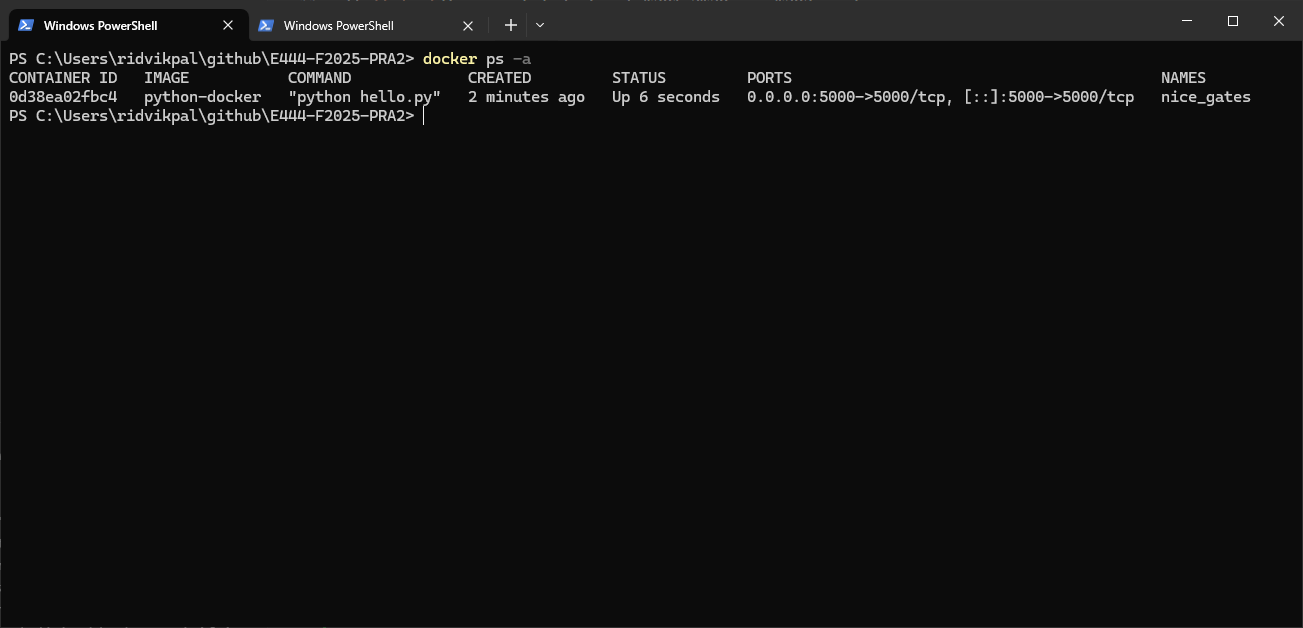 Windows PowerShell Windows PowerShell
PS C:\Users\ridvikpal\github\E444-F2025-PRA2> docker ps -a
CONTAINER ID   IMAGE           COMMAND             CREATED         STATUS         PORTS                                         NAMES
0d38ea02fbc4   python-docker   "python hello.py"   2 minutes ago   Up 6 seconds   0.0.0.0:5000->5000/tcp, [::]:5000->5000/tcp   nice_gates
PS C:\Users\ridvikpal\github\E444-F2025-PRA2>